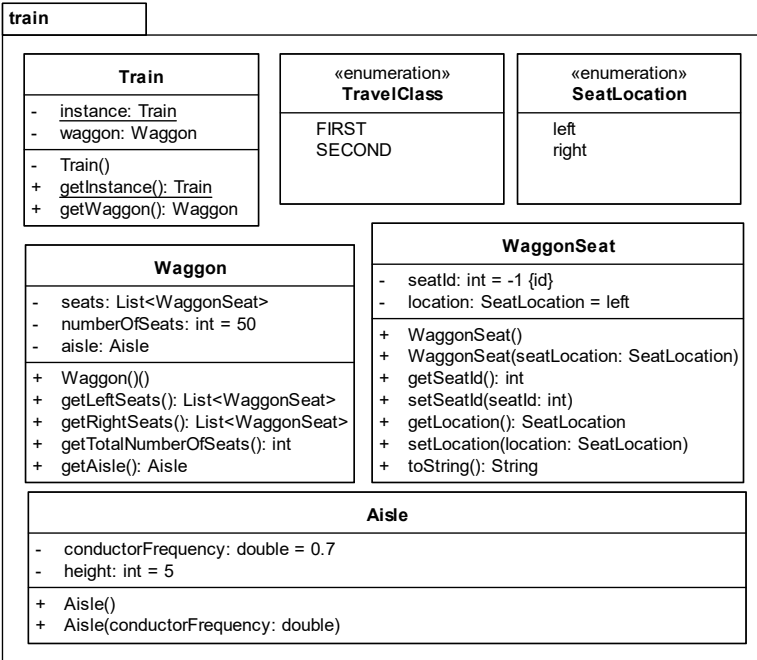 train
Train
- instance: Train
- waggon: Waggon
- Train()
+ getInstance(): Train
+ getWaggon(): Waggon
«enumeration»
TravelClass
FIRST
SECOND
«enumeration»
SeatLocation
left
right
Waggon
- seats: List<WaggonSeat>
- numberOfSeats: int = 50
- aisle: Aisle
+ Waggon()()
+ getLeftSeats(): List<WaggonSeat>
+ getRightSeats(): List<WaggonSeat>
+ getTotalNumberOfSeats(): int
+ getAisle(): Aisle
WaggonSeat
- seatId: int = -1 {id}
- location: SeatLocation = left
+ WaggonSeat()
+ WaggonSeat(seatLocation: SeatLocation)
+ getSeatId(): int
+ setSeatId(seatId: int)
+ getLocation(): SeatLocation
+ setLocation(location: SeatLocation)
+ toString(): String
Aisle
- conductorFrequency: double = 0.7
- height: int = 5
+ Aisle()
+ Aisle(conductorFrequency: double)